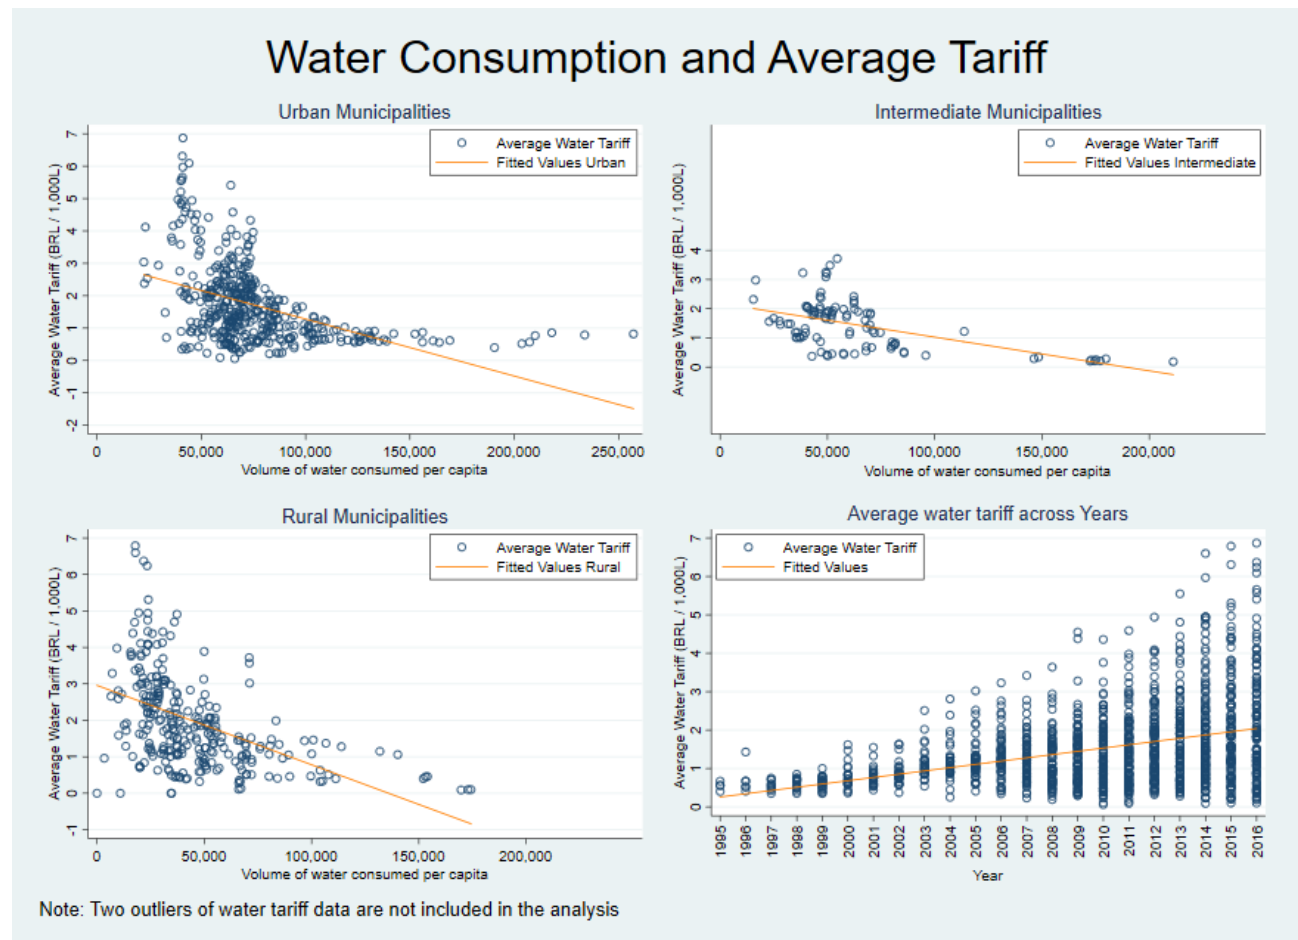 Water Consumption and Average Tariff
Urban Municipalities
Average Water Tariff
Fitted Values Urban
Average Water Tariff (BRL / 1,000L)
7
6
5
4
3
2
1
0
-1
-2
0 50,000 100,000 150,000 200,000 250,000
Volume of water consumed per capita
Intermediate Municipalities
Average Water Tariff
Fitted Values Intermediate
Average Water Tariff (BRL / 1,000L)
4
3
2
1
0
0 50,000 100,000 150,000 200,000
Volume of water consumed per capita
Rural Municipalities
Average Water Tariff
Fitted Values Rural
Average Water Tariff (BRL / 1,000L)
7
6
5
4
3
2
1
0
-1
0 50,000 100,000 150,000 200,000
Volume of water consumed per capita
Average water tariff across Years
Average Water Tariff
Fitted Values
Average Water Tariff (BRL / 1,000L)
7
6
5
4
3
2
1
0
1995 1996 1997 1998 1999 2000 2001 2002 2003 2004 2005 2006 2007 2008 2009 2010 2011 2012 2013 2014 2015 2016
Year
Note: Two outliers of water tariff data are not included in the analysis